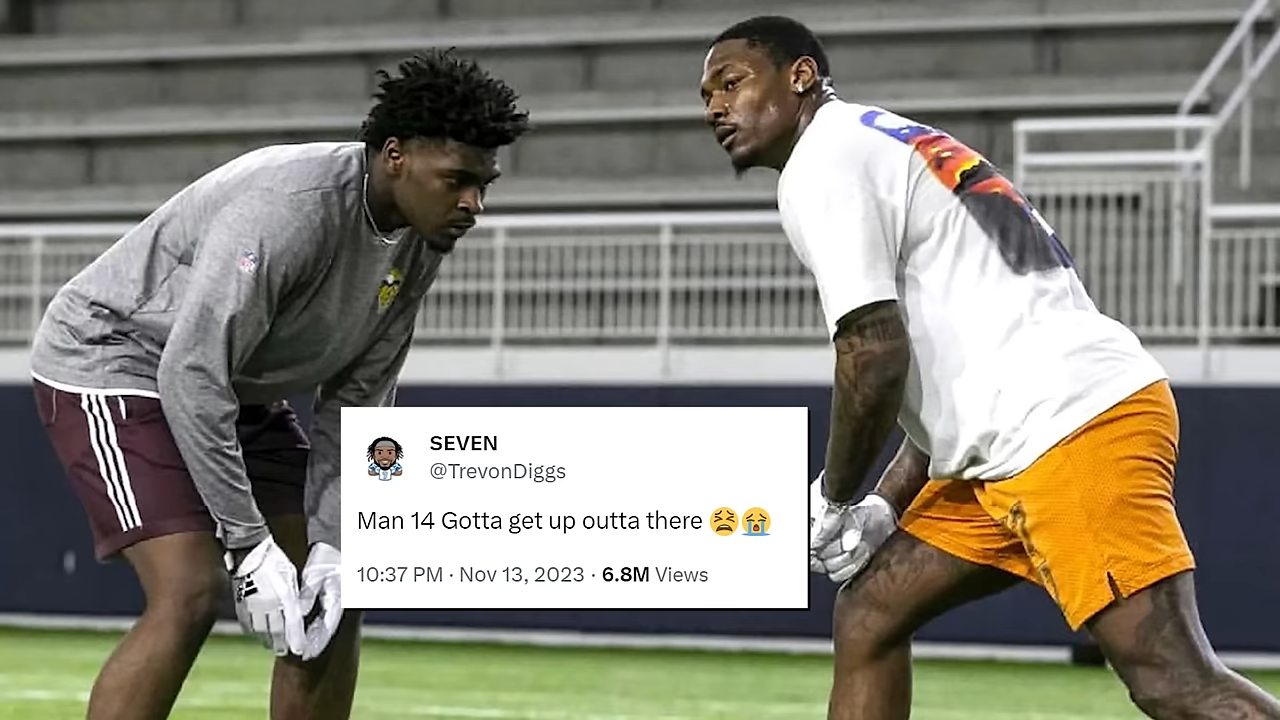 SEVEN
@TrevonDiggs
Man 14 Gotta get up outta there 😫😭
10:37 PM · Nov 13, 2023 · 6.8M Views